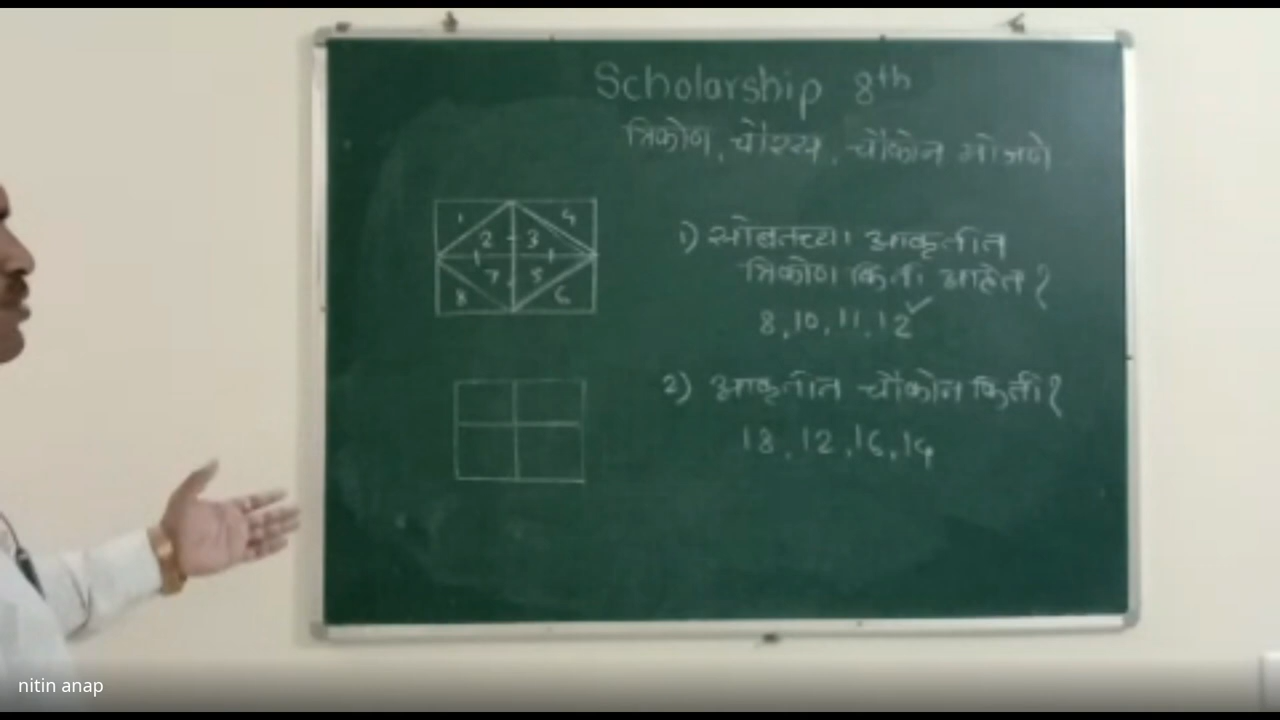 Scholarship 8th
त्रिकोण, चौरस, चौकोन मोजणे
1 4
2 3
7 5
8 6
1) सोबतच्या आकृतीत
त्रिकोण किती आहेत?
8, 10, 11, 12 ✓
2) आकृतीत चौकोन किती?
18, 12, 16, 14
nitin anap